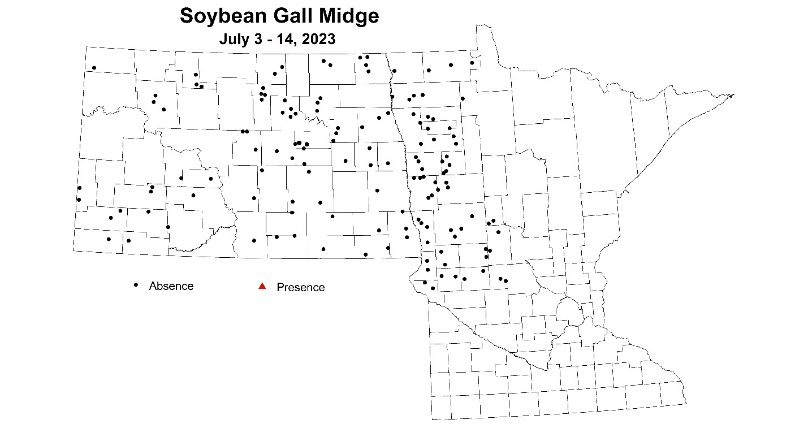 Soybean Gall Midge
July 3 - 14, 2023
Absence Presence